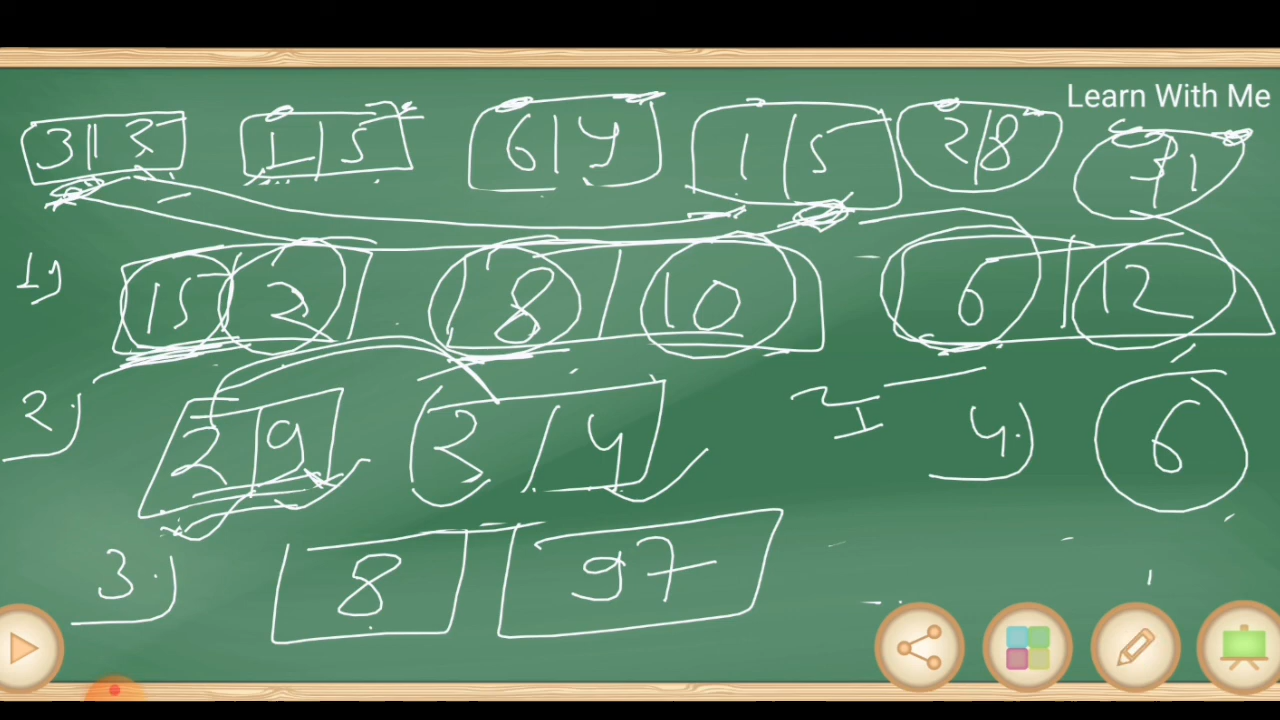 Learn With Me
3 | 3 1 | 5 6 | 4 1 | 5 2 | 8 3 | 1
1) 15 2 8 | 10 6 | 12
2) 2 | 9 3 / 4 4) 6
3) 8 97